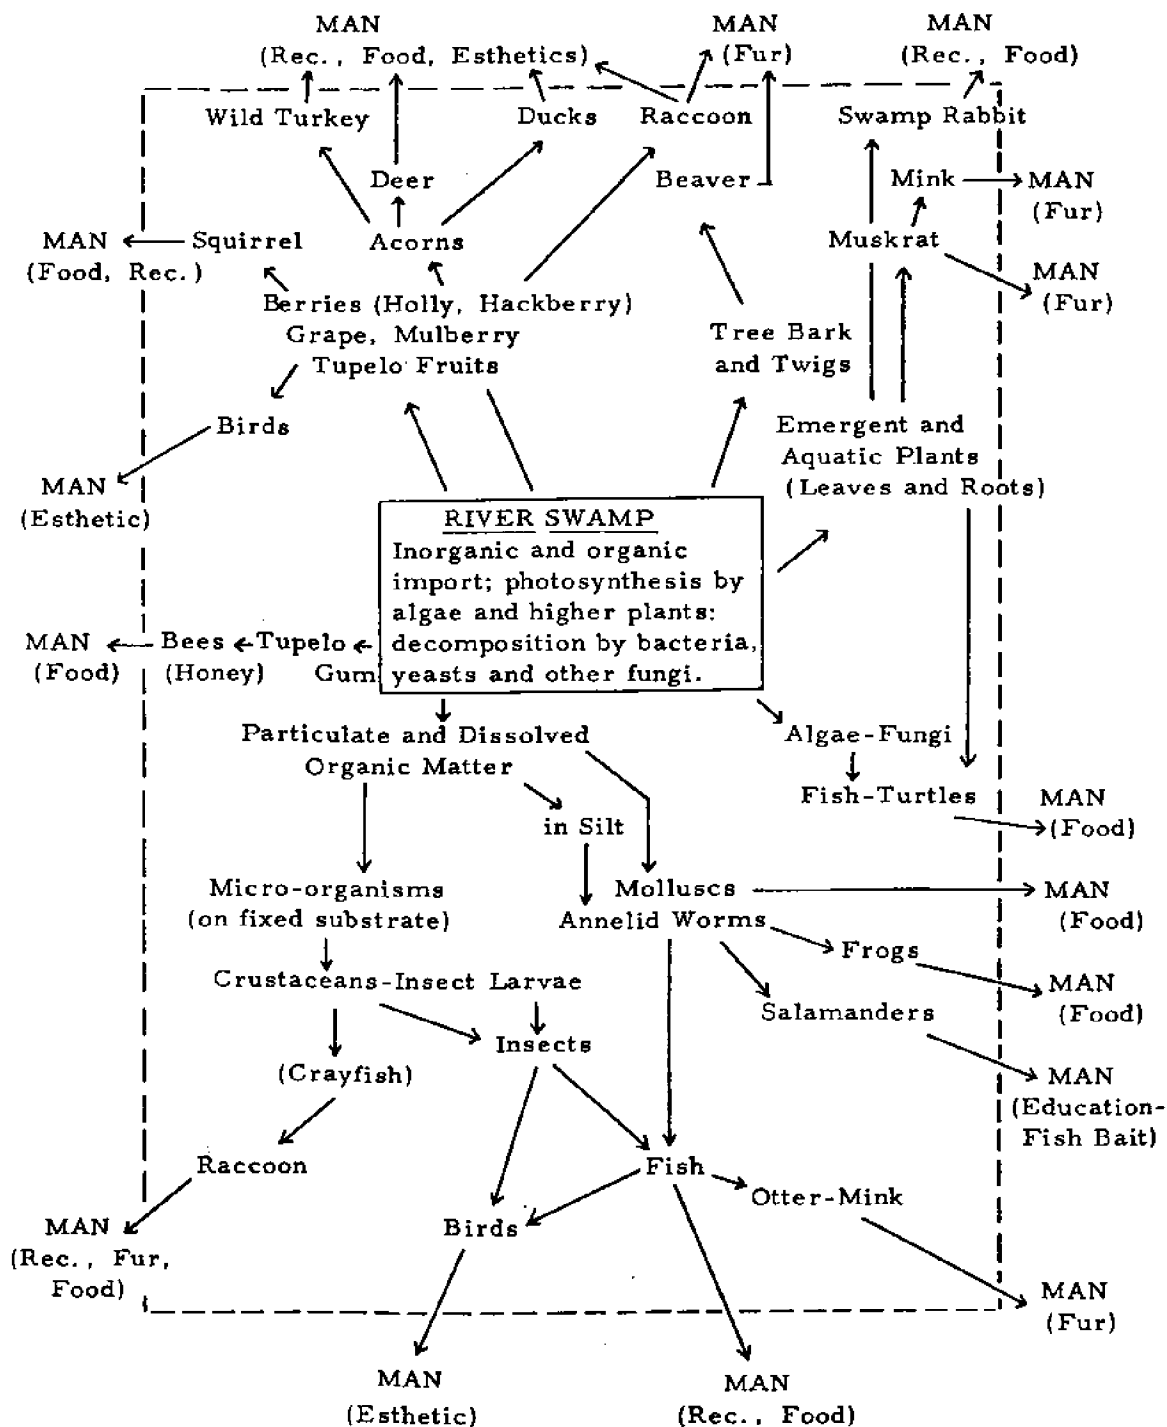 MAN
(Rec., Food, Esthetics)
MAN
(Fur)
MAN
(Rec., Food)
Wild Turkey
Ducks
Raccoon
Swamp Rabbit
Deer
Beaver
Mink
MAN
(Fur)
MAN
(Food, Rec.)
Squirrel
Acorns
Muskrat
MAN
(Fur)
Berries (Holly, Hackberry)
Grape, Mulberry
Tupelo Fruits
Tree Bark
and Twigs
Birds
Emergent and
Aquatic Plants
(Leaves and Roots)
MAN
(Esthetic)
RIVER SWAMP
Inorganic and organic
import; photosynthesis by
algae and higher plants:
decomposition by bacteria,
yeasts and other fungi.
MAN
(Food)
Bees
(Honey)
Tupelo
Gum
Particulate and Dissolved
Organic Matter
Algae-Fungi
Fish-Turtles
MAN
(Food)
in Silt
Micro-organisms
(on fixed substrate)
Molluscs
Annelid Worms
MAN
(Food)
Frogs
MAN
(Food)
Crustaceans-Insect Larvae
Salamanders
Insects
(Crayfish)
MAN
(Education-
Fish Bait)
Raccoon
Fish
Otter-Mink
MAN
(Rec., Fur,
Food)
Birds
MAN
(Fur)
MAN
(Esthetic)
MAN
(Rec., Food)